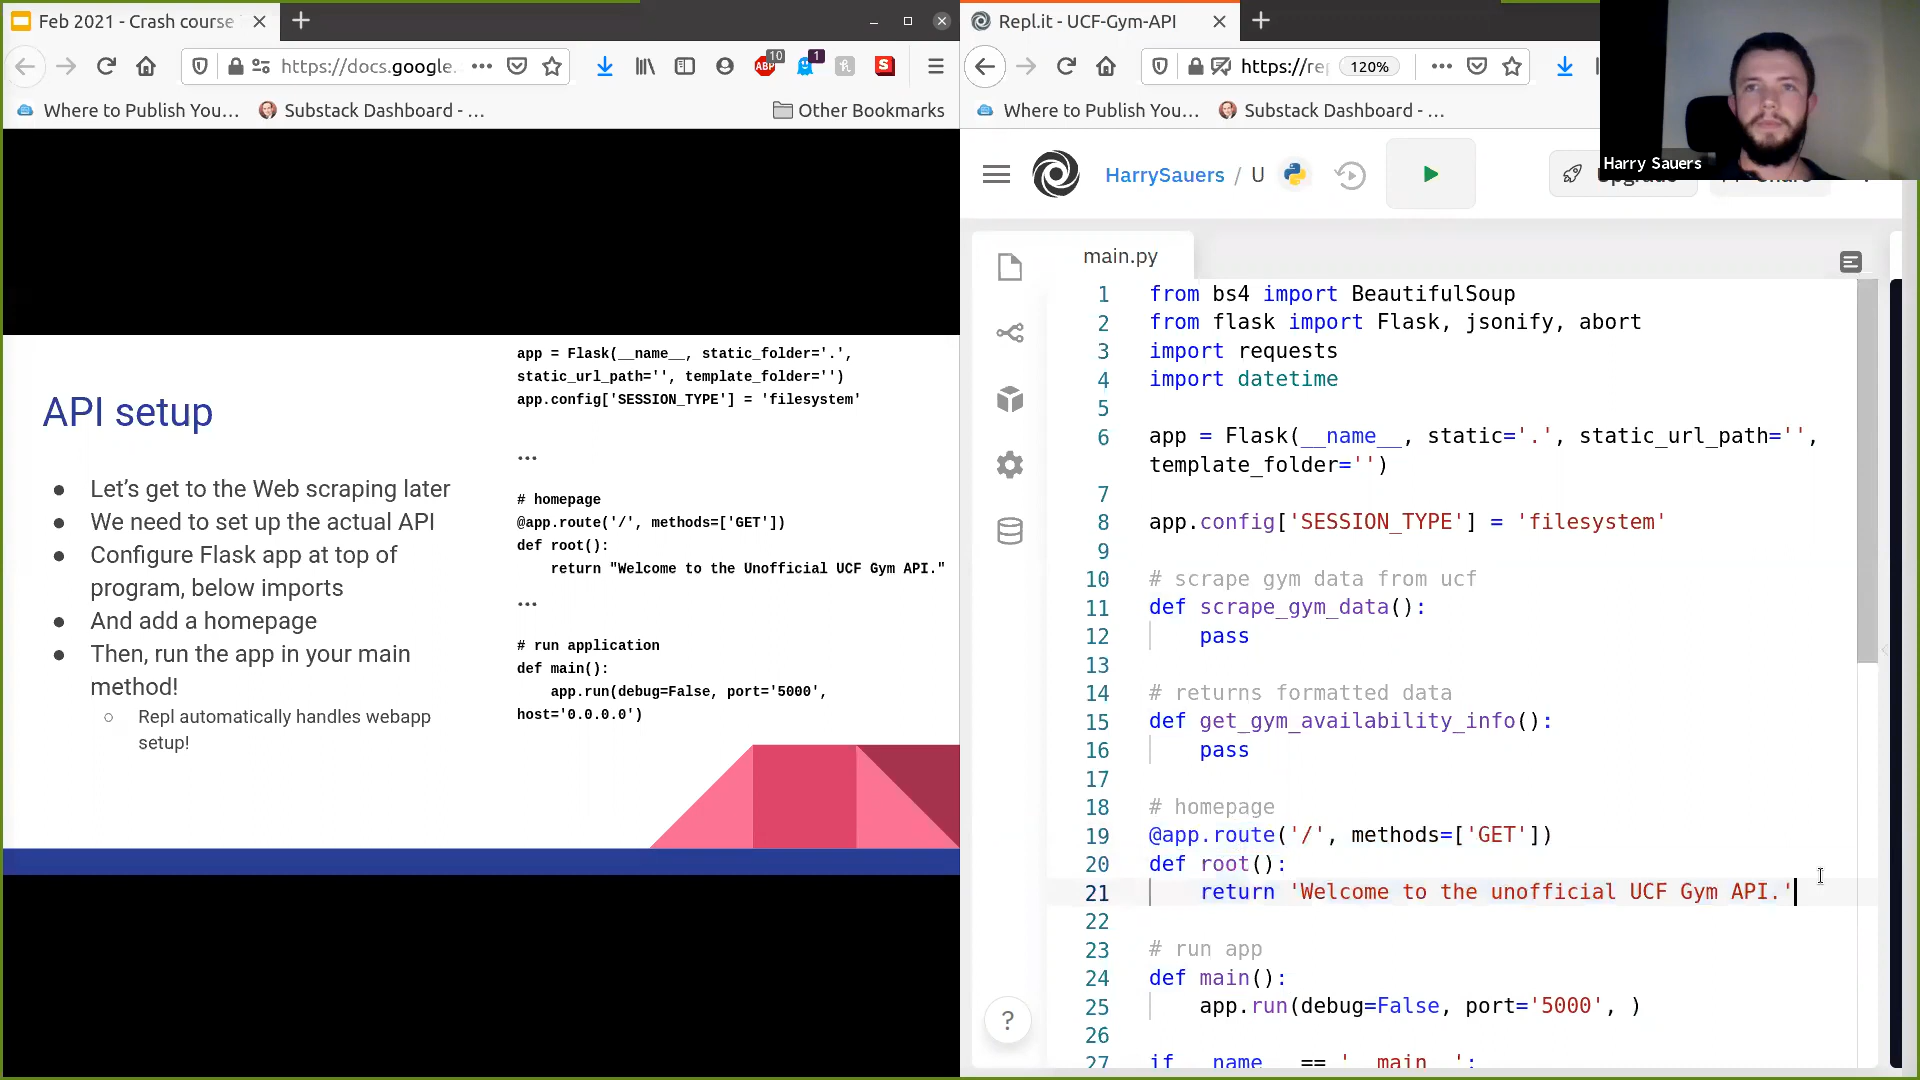 Feb 2021 - Crash course
https://docs.google.
10
1
ABP
S
Where to Publish You...
Substack Dashboard - ...
Other Bookmarks
API setup
● Let’s get to the Web scraping later
● We need to set up the actual API
● Configure Flask app at top of
program, below imports
● And add a homepage
● Then, run the app in your main
method!
○ Repl automatically handles webapp
setup!
app = Flask(__name__, static_folder='.',
static_url_path='', template_folder='')
app.config['SESSION_TYPE'] = 'filesystem'
...
# homepage
@app.route('/', methods=['GET'])
def root():
return "Welcome to the Unofficial UCF Gym API."
...
# run application
def main():
app.run(debug=False, port='5000',
host='0.0.0.0')
Repl.it - UCF-Gym-API
https://rep
120%
Where to Publish You...
Substack Dashboard - ...
Harry Sauers
HarrySauers / U
main.py
1 from bs4 import BeautifulSoup
2 from flask import Flask, jsonify, abort
3 import requests
4 import datetime
5
6 app = Flask(__name__, static='.', static_url_path='',
template_folder='')
7
8 app.config['SESSION_TYPE'] = 'filesystem'
9
10 # scrape gym data from ucf
11 def scrape_gym_data():
12 pass
13
14 # returns formatted data
15 def get_gym_availability_info():
16 pass
17
18 # homepage
19 @app.route('/', methods=['GET'])
20 def root():
21 return 'Welcome to the unofficial UCF Gym API.'
22
23 # run app
24 def main():
25 app.run(debug=False, port='5000', )
26
27 if __name__ == '__main__':
?